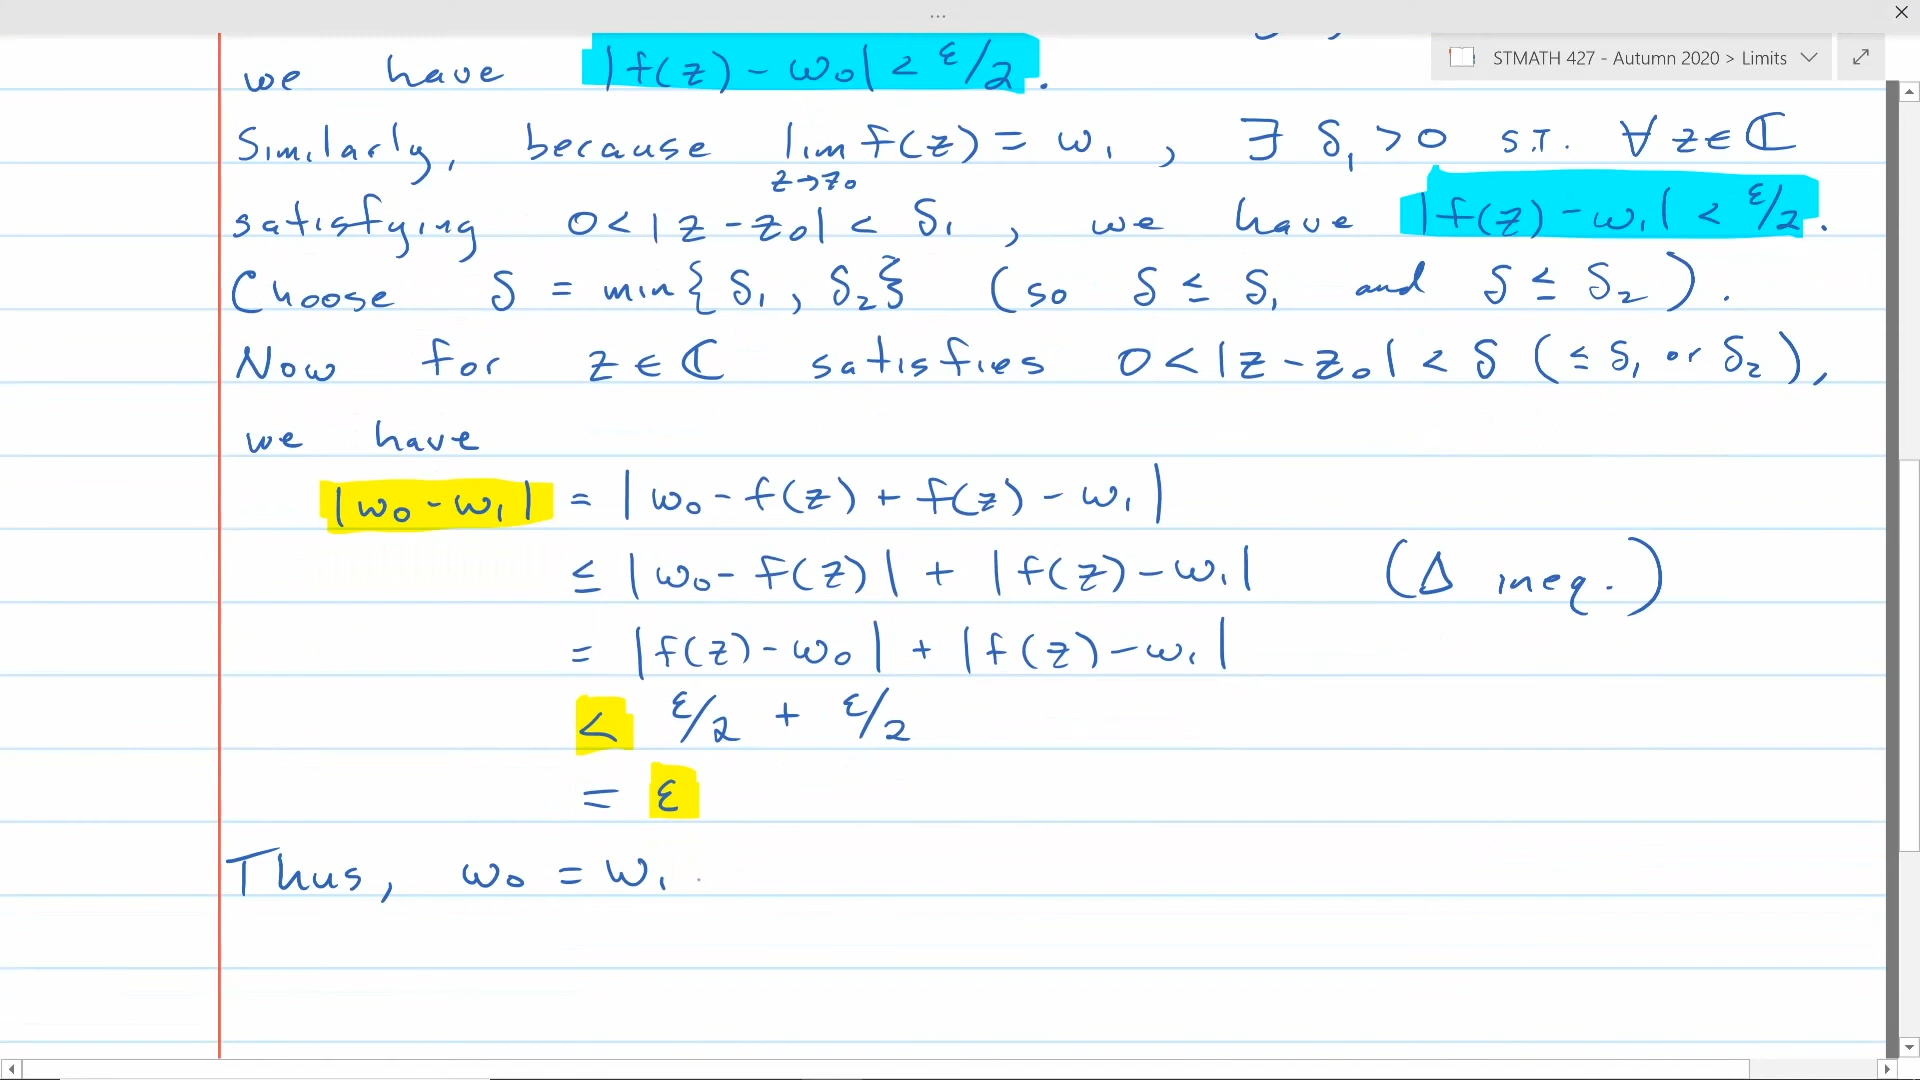 STMATH 427 - Autumn 2020 > Limits
we have |f(z) - w₀| < ε/2.
Similarly, because lim f(z) = w₁, ∃ δ₁ > 0 s.t. ∀ z ∈ ℂ
z→z₀
satisfying 0 < |z - z₀| < δ₁, we have |f(z) - w₁| < ε/2.
Choose δ = min{δ₁, δ₂} (so δ ≤ δ₁ and δ ≤ δ₂).
Now for z ∈ ℂ satisfies 0 < |z - z₀| < δ (≤ δ₁ or δ₂),
we have
|w₀ - w₁| = |w₀ - f(z) + f(z) - w₁|
≤ |w₀ - f(z)| + |f(z) - w₁| (Δ ineq.)
= |f(z) - w₀| + |f(z) - w₁|
< ε/2 + ε/2
= ε
Thus, w₀ = w₁